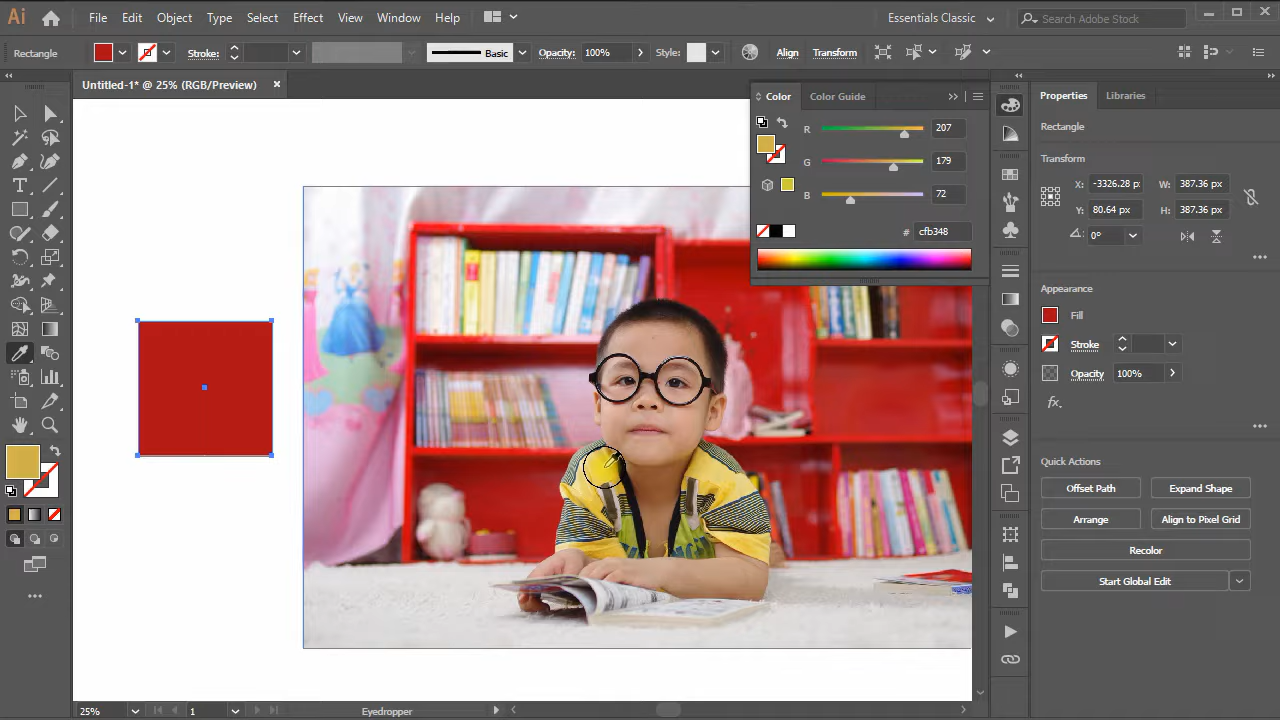 Ai File Edit Object Type Select Effect View Window Help Essentials Classic Search Adobe Stock
Rectangle Stroke: Basic Opacity: 100% Style: Align Transform
Untitled-1* @ 25% (RGB/Preview) ×
Color Color Guide
R 207
G 179
B 72
# cfb348
Properties Libraries
Rectangle
Transform
X: -3326.28 px W: 387.36 px
Y: 80.64 px H: 387.36 px
0°
Appearance
Fill
Stroke
Opacity 100%
fx.
Quick Actions
Offset Path Expand Shape
Arrange Align to Pixel Grid
Recolor
Start Global Edit
25% 1 Eyedropper